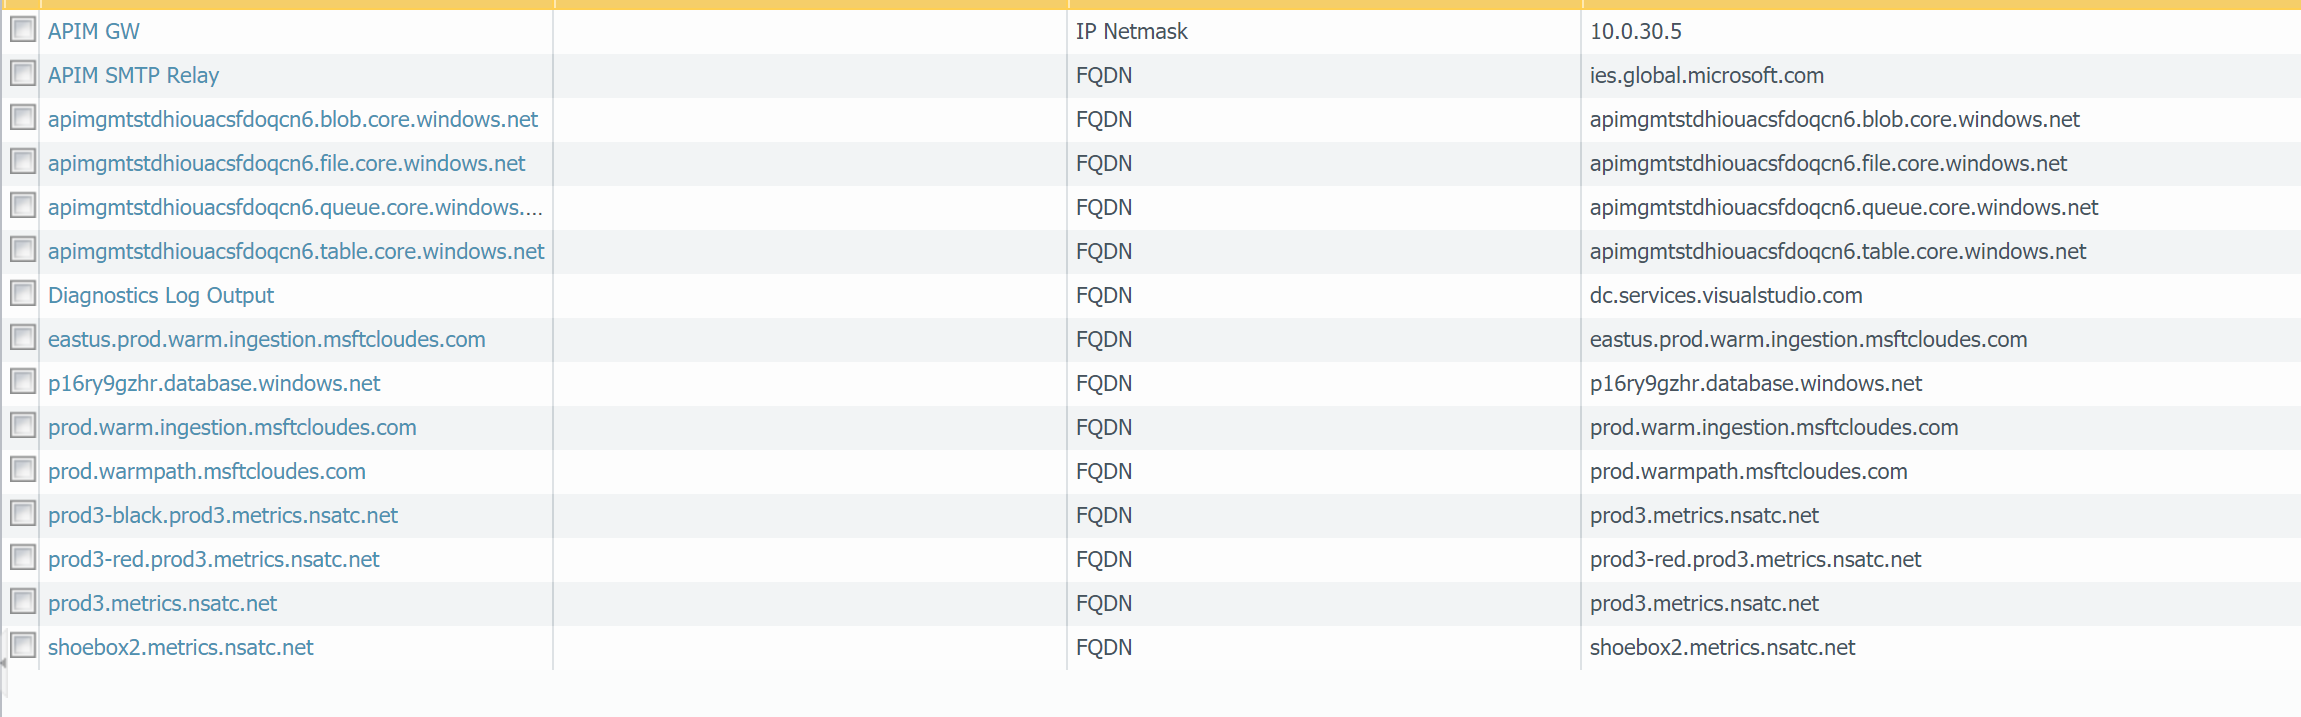 APIM GW IP Netmask 10.0.30.5
APIM SMTP Relay FQDN ies.global.microsoft.com
apimgmtstdhiouacsfdoqcn6.blob.core.windows.net FQDN apimgmtstdhiouacsfdoqcn6.blob.core.windows.net
apimgmtstdhiouacsfdoqcn6.file.core.windows.net FQDN apimgmtstdhiouacsfdoqcn6.file.core.windows.net
apimgmtstdhiouacsfdoqcn6.queue.core.windows.... FQDN apimgmtstdhiouacsfdoqcn6.queue.core.windows.net
apimgmtstdhiouacsfdoqcn6.table.core.windows.net FQDN apimgmtstdhiouacsfdoqcn6.table.core.windows.net
Diagnostics Log Output FQDN dc.services.visualstudio.com
eastus.prod.warm.ingestion.msftcloudes.com FQDN eastus.prod.warm.ingestion.msftcloudes.com
p16ry9gzhr.database.windows.net FQDN p16ry9gzhr.database.windows.net
prod.warm.ingestion.msftcloudes.com FQDN prod.warm.ingestion.msftcloudes.com
prod.warmpath.msftcloudes.com FQDN prod.warmpath.msftcloudes.com
prod3-black.prod3.metrics.nsatc.net FQDN prod3.metrics.nsatc.net
prod3-red.prod3.metrics.nsatc.net FQDN prod3-red.prod3.metrics.nsatc.net
prod3.metrics.nsatc.net FQDN prod3.metrics.nsatc.net
shoebox2.metrics.nsatc.net FQDN shoebox2.metrics.nsatc.net